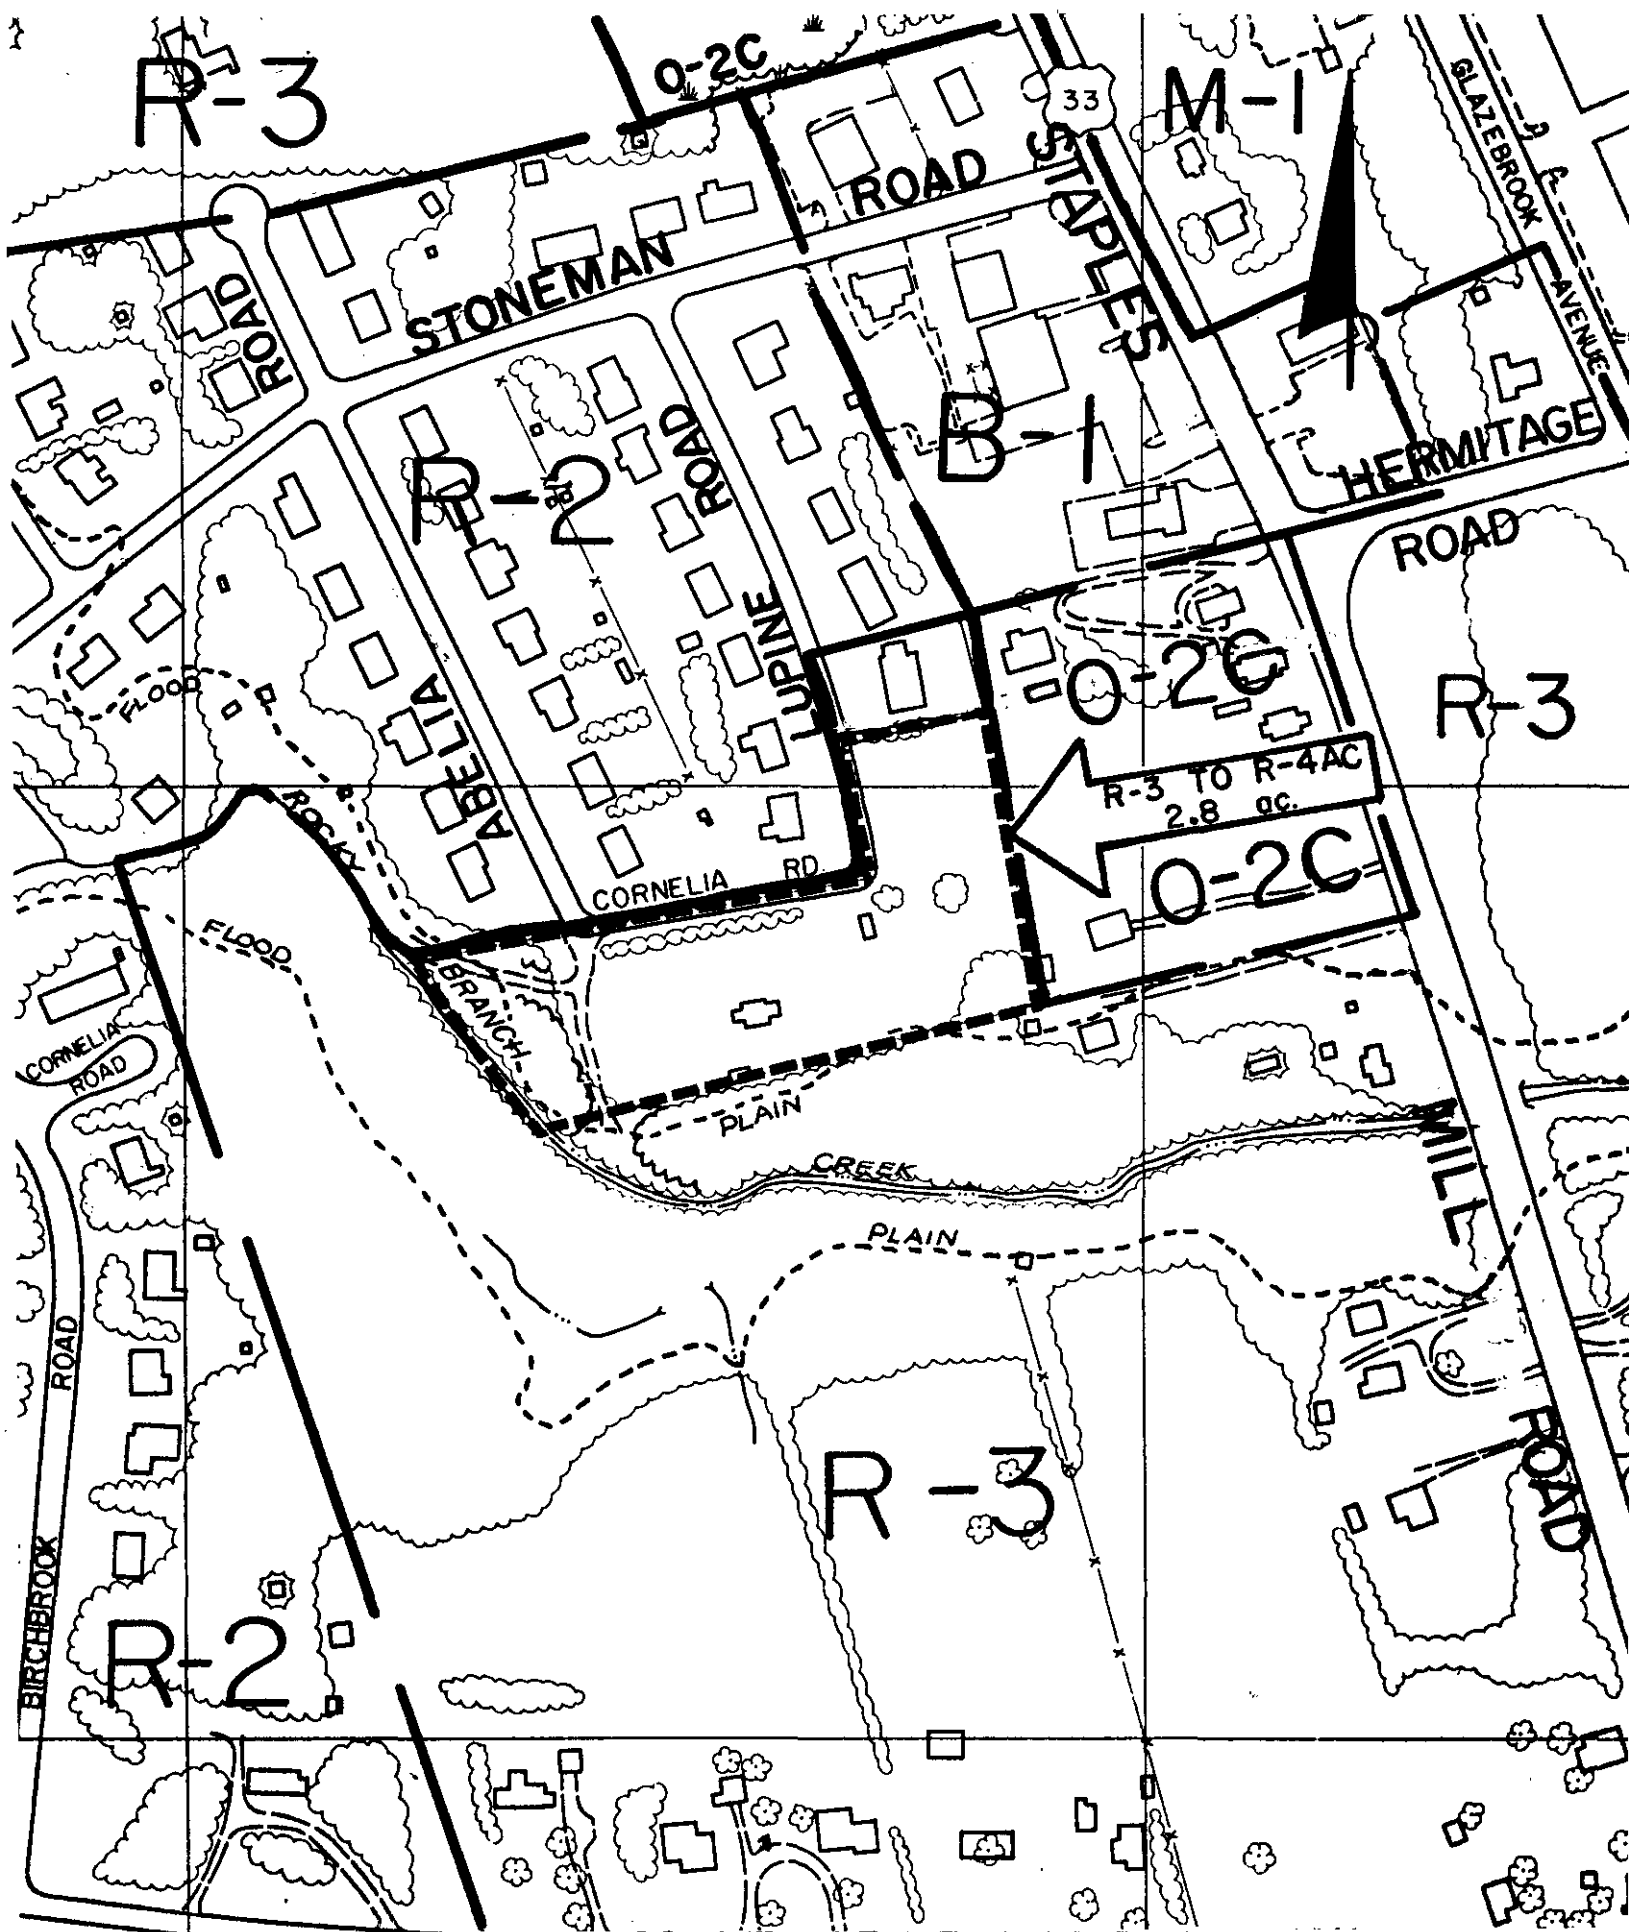 R-3
O-2C
33
M-1
GLAZEBROOK
AVENUE
STAPLES
ROAD
STONEMAN
ROAD
B-1
R-2
ROAD
LUPINE
HERMITAGE
ROAD
ABELIA
FLOOD
O-2C
R-3
R-3 TO R-4AC
2.8 ac.
O-2C
ROCKY
CORNELIA RD.
FLOOD
BRANCH
CORNELIA
ROAD
PLAIN
CREEK
PLAIN
MILL
ROAD
ROAD
BIRCHBROOK
R-3
R-2